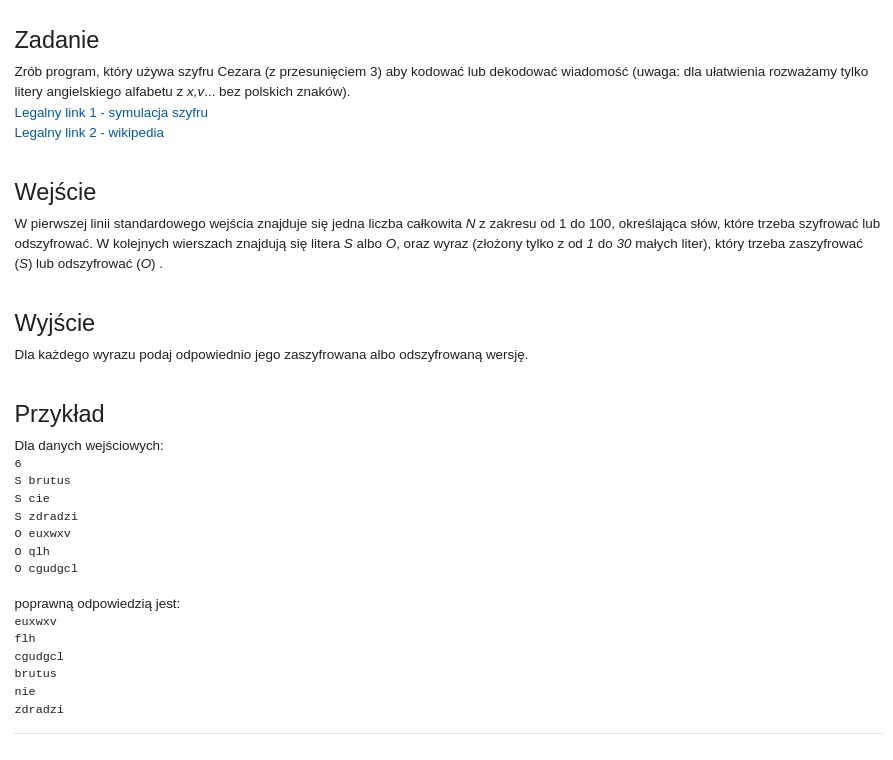 Zadanie
Zrób program, który używa szyfru Cezara (z przesunięciem 3) aby kodować lub dekodować wiadomość (uwaga: dla ułatwienia rozważamy tylko
litery angielskiego alfabetu z x,v... bez polskich znaków).
Legalny link 1 - symulacja szyfru
Legalny link 2 - wikipedia
Wejście
W pierwszej linii standardowego wejścia znajduje się jedna liczba całkowita N z zakresu od 1 do 100, określająca słów, które trzeba szyfrować lub
odszyfrować. W kolejnych wierszach znajdują się litera S albo O, oraz wyraz (złożony tylko z od 1 do 30 małych liter), który trzeba zaszyfrować
(S) lub odszyfrować (O) .
Wyjście
Dla każdego wyrazu podaj odpowiednio jego zaszyfrowana albo odszyfrowaną wersję.
Przykład
Dla danych wejściowych:
6
S brutus
S cie
S zdradzi
O euxwxv
O qlh
O cgudgcl
poprawną odpowiedzią jest:
euxwxv
flh
cgudgcl
brutus
nie
zdradzi